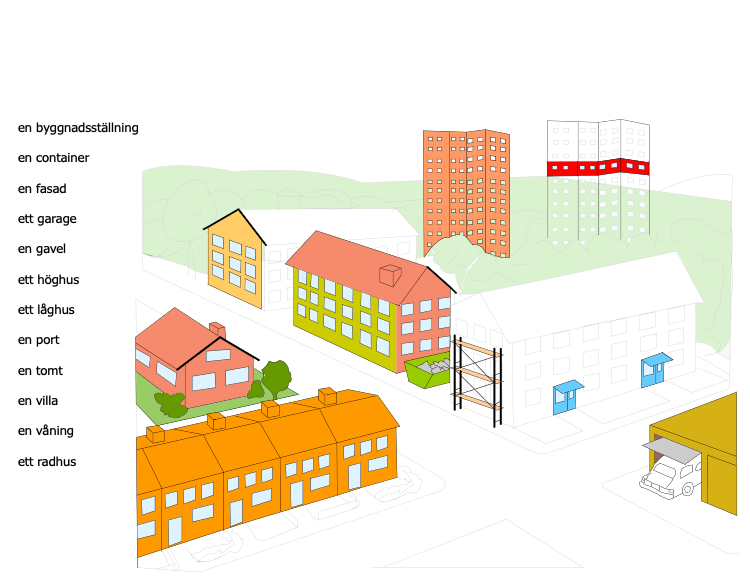 en byggnadsställning
en container
en fasad
ett garage
en gavel
ett höghus
ett låghus
en port
en tomt
en villa
en våning
ett radhus